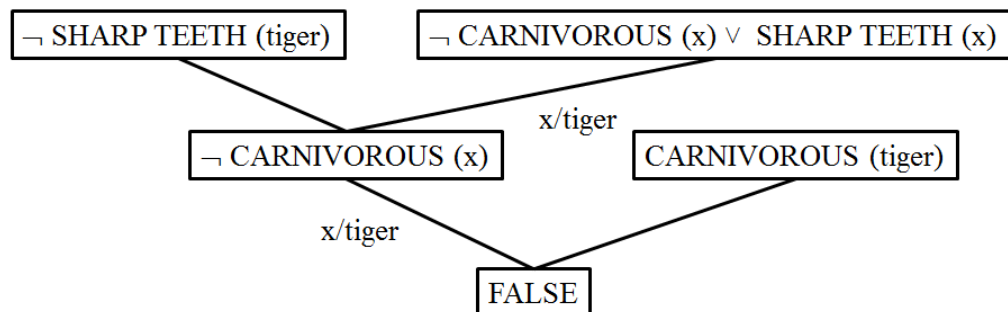 ¬ SHARP TEETH (tiger)
¬ CARNIVOROUS (x) ∨ SHARP TEETH (x)
x/tiger
¬ CARNIVOROUS (x)
CARNIVOROUS (tiger)
x/tiger
FALSE